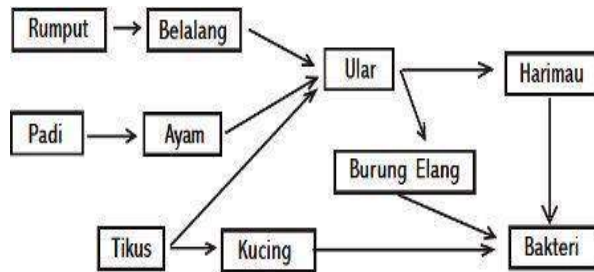 Rumput
Belalang
Ular
Harimau
Padi
Ayam
Burung Elang
Tikus
Kucing
Bakteri